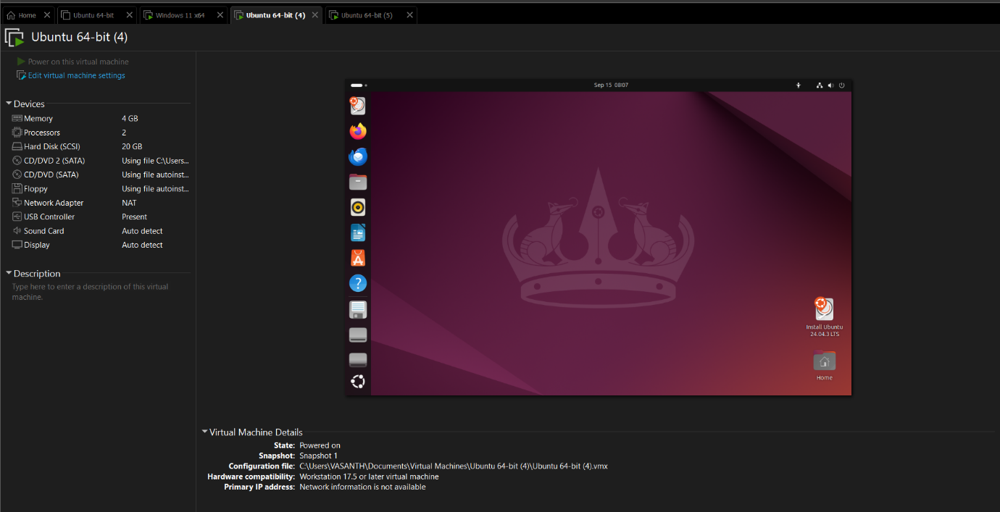 Home
Ubuntu 64-bit
Windows 11 x64
Ubuntu 64-bit (4)
Ubuntu 64-bit (5)
Ubuntu 64-bit (4)
Power on this virtual machine
Edit virtual machine settings
Devices
Memory 4 GB
Processors 2
Hard Disk (SCSI) 20 GB
CD/DVD 2 (SATA) Using file C:\Users...
CD/DVD (SATA) Using file autoinst...
Floppy Using file autoinst...
Network Adapter NAT
USB Controller Present
Sound Card Auto detect
Display Auto detect
Description
Type here to enter a description of this virtual
machine.
Sep 15 08:07
Install Ubuntu
24.04.3 LTS
Home
Virtual Machine Details
State: Powered on
Snapshot: Snapshot 1
Configuration file: C:\Users\VASANTH\Documents\Virtual Machines\Ubuntu 64-bit (4)\Ubuntu 64-bit (4).vmx
Hardware compatibility: Workstation 17.5 or later virtual machine
Primary IP address: Network information is not available